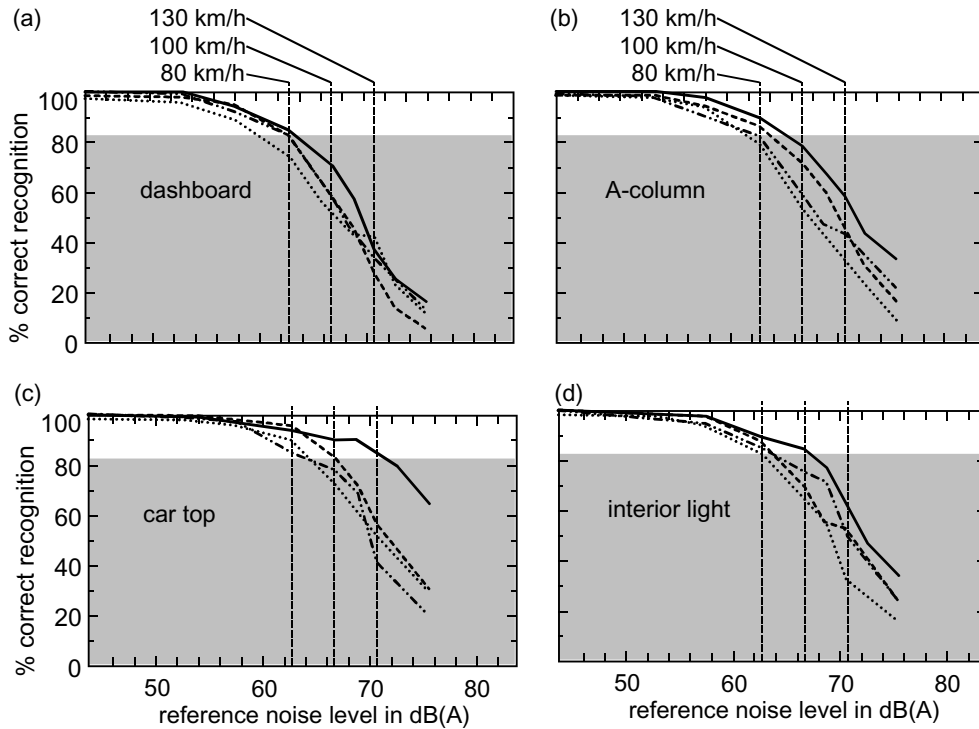 (a)
130 km/h
100 km/h
80 km/h
(b)
130 km/h
100 km/h
80 km/h
100
80
60
40
20
0
% correct recognition
dashboard
A-column
(c)
(d)
100
80
60
40
20
0
% correct recognition
car top
interior light
50 60 70 80
50 60 70 80
reference noise level in dB(A)
reference noise level in dB(A)